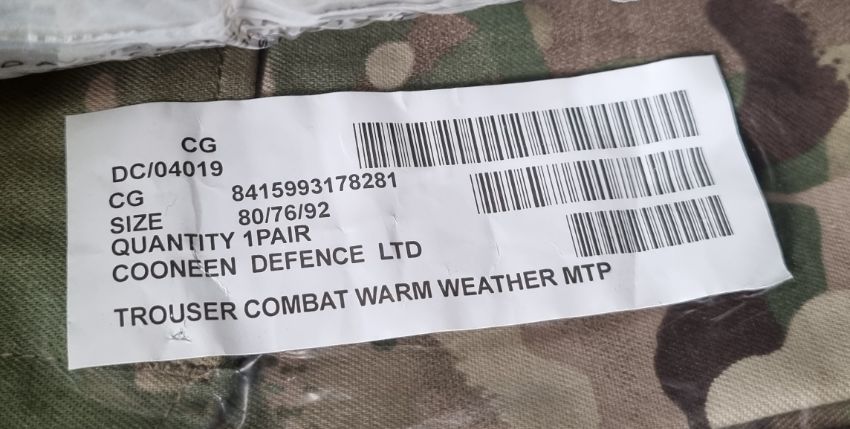 CG
DC/04019
CG 8415993178281
SIZE 80/76/92
QUANTITY 1PAIR
COONEEN DEFENCE LTD
TROUSER COMBAT WARM WEATHER MTP